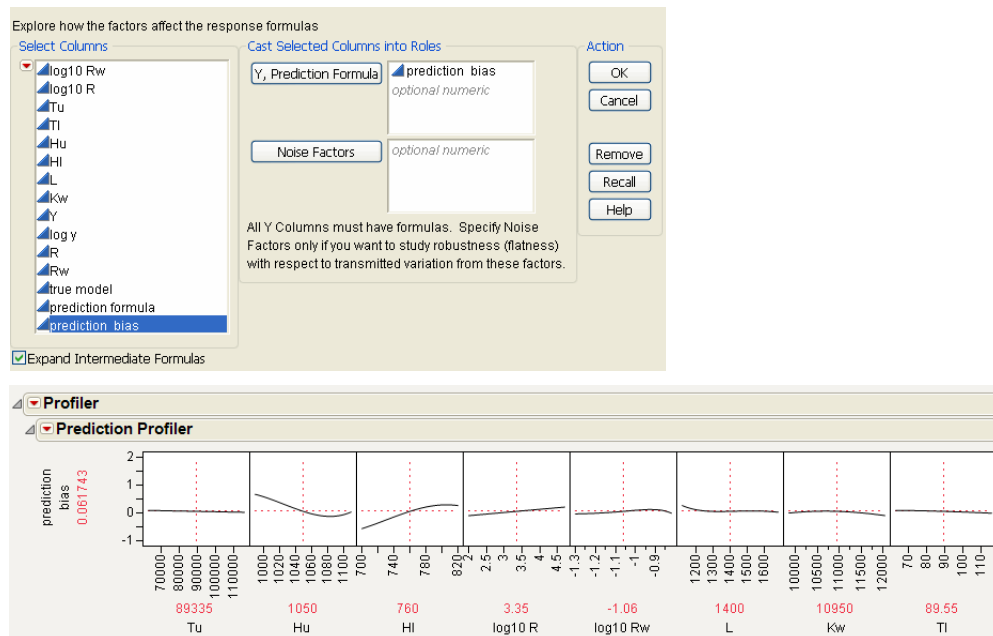 Explore how the factors affect the response formulas
Select Columns
log10 Rw
log10 R
Tu
Tl
Hu
Hl
L
Kw
Y
log y
R
Rw
true model
prediction formula
prediction bias
Expand Intermediate Formulas
Cast Selected Columns into Roles
Y, Prediction Formula
prediction bias
optional numeric
Noise Factors
optional numeric
All Y Columns must have formulas. Specify Noise
Factors only if you want to study robustness (flatness)
with respect to transmitted variation from these factors.
Action
OK
Cancel
Remove
Recall
Help
Profiler
Prediction Profiler
prediction
bias
0.061743
2
1
0
-1
70000 80000 90000 100000 110000
1000 1020 1040 1060 1080 1100
700 740 780 820
2 2.5 3 3.5 4 4.5
-1.3 -1.2 -1.1 -1 -0.9
1200 1300 1400 1500 1600
10000 10500 11000 11500 12000
70 80 90 100 110
89335 1050 760 3.35 -1.06 1400 10950 89.55
Tu Hu Hl log10 R log10 Rw L Kw Tl